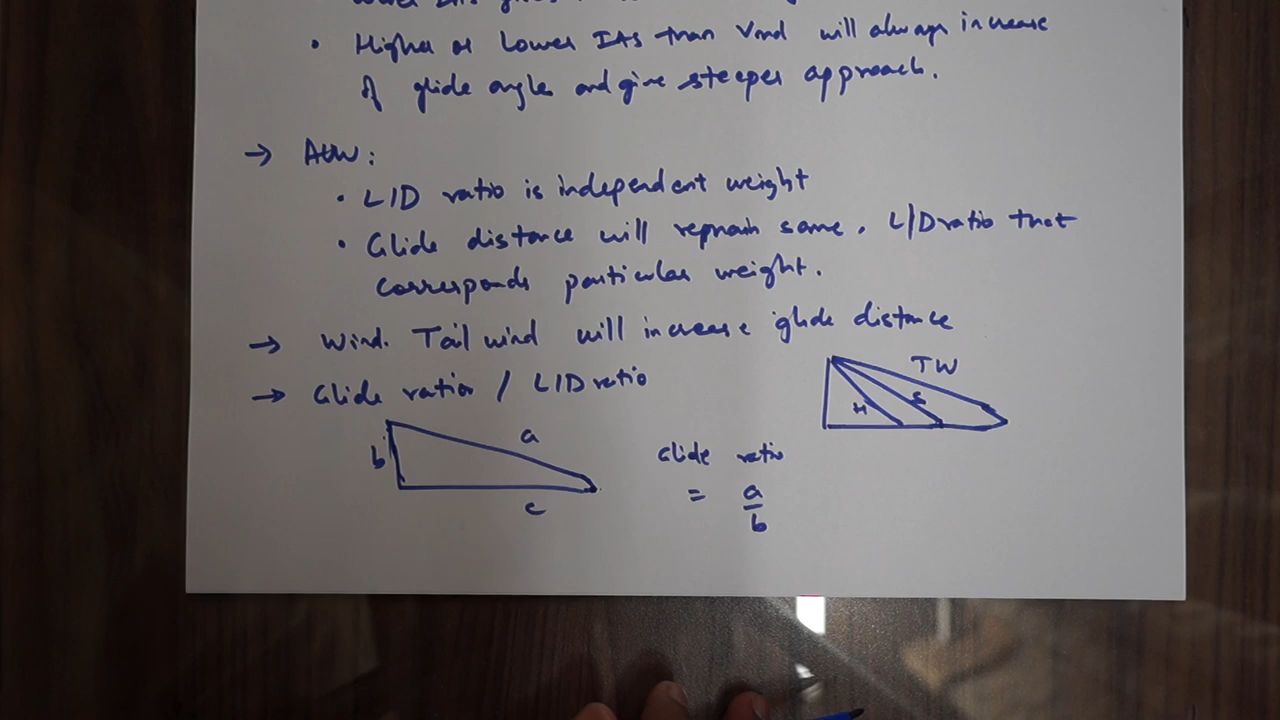 • Higher or lower IAS than Vmd will always increase
glide angles and give steeper approach.
→ AUW:
• L/D ratio is independent weight
• Glide distance will remain same. L/D ratio that
corresponds particular weight.
→ Wind. Tail wind will increase glide distance
→ Glide ratio / L/D ratio
TW
H
S
b
a
c
Glide ratio
= a/b